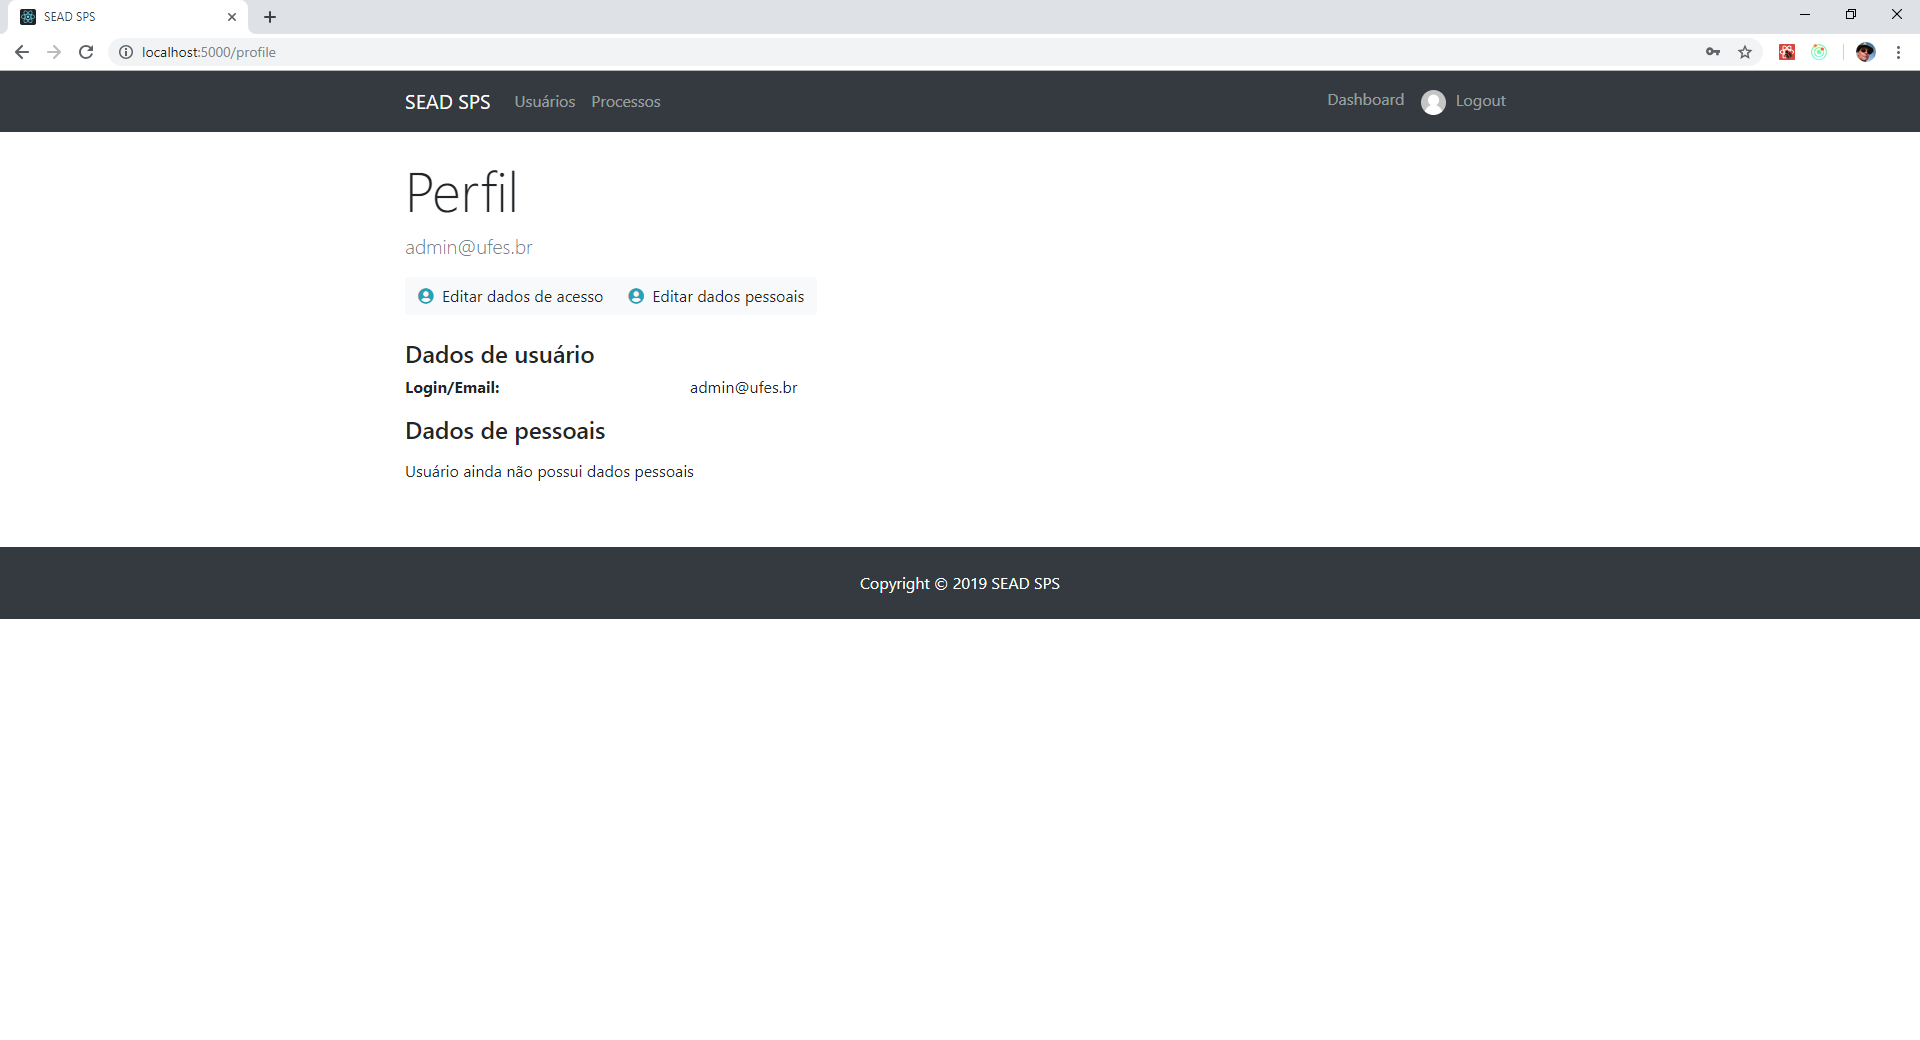 SEAD SPS
localhost:5000/profile
SEAD SPS Usuários Processos Dashboard Logout
Perfil
admin@ufes.br
Editar dados de acesso Editar dados pessoais
Dados de usuário
Login/Email: admin@ufes.br
Dados de pessoais
Usuário ainda não possui dados pessoais
Copyright © 2019 SEAD SPS